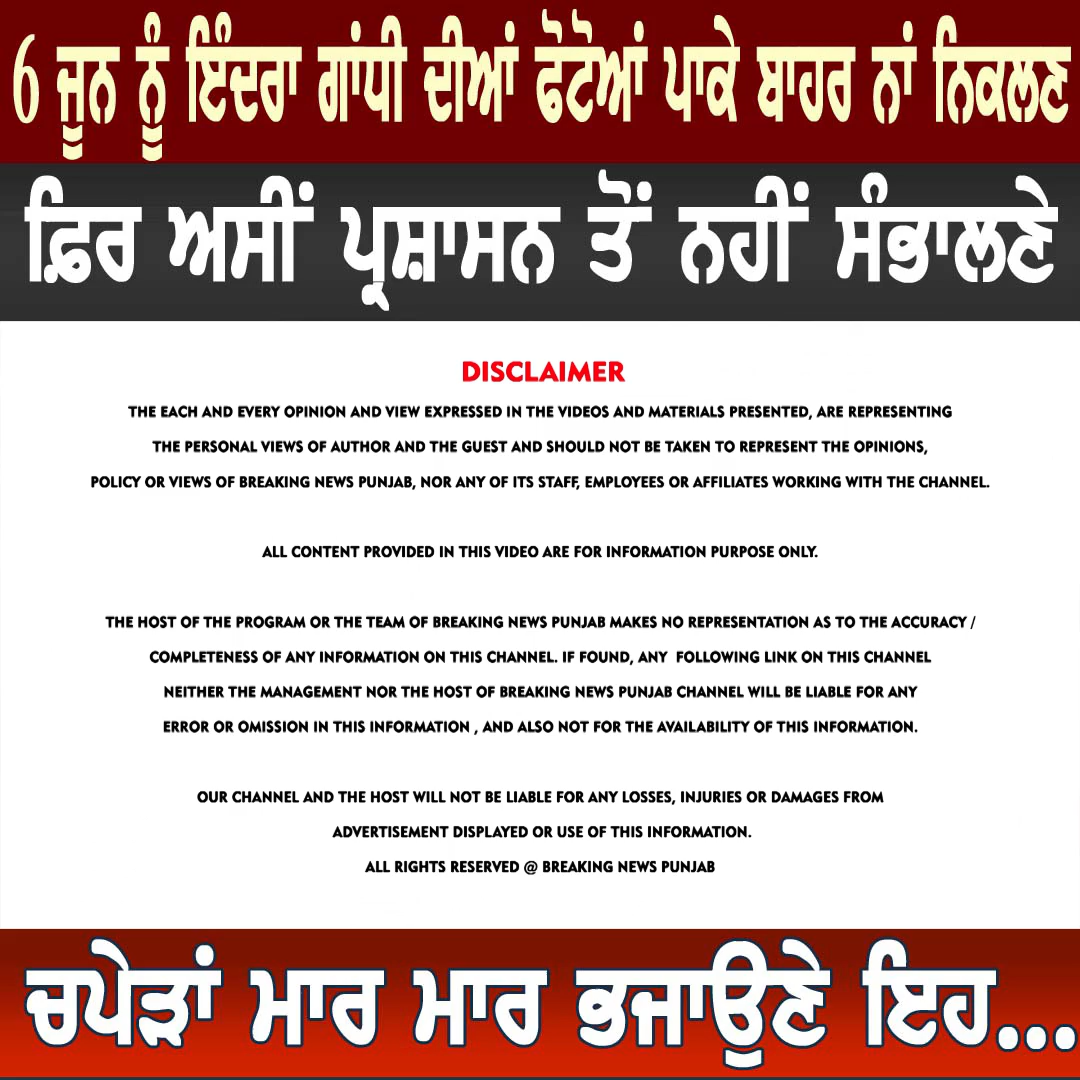 6 ਜੂਨ ਨੂੰ ਇੰਦਰਾ ਗਾਂਧੀ ਦੀਆਂ ਫੋਟੋਆਂ ਪਾਕੇ ਬਾਹਰ ਨਾਂ ਨਿਕਲਣ
ਫ਼ਿਰ ਅਸੀਂ ਪ੍ਰਸ਼ਾਸਨ ਤੋਂ ਨਹੀਂ ਸੰਭਾਲਣੇ
DISCLAIMER
THE EACH AND EVERY OPINION AND VIEW EXPRESSED IN THE VIDEOS AND MATERIALS PRESENTED, ARE REPRESENTING
THE PERSONAL VIEWS OF AUTHOR AND THE GUEST AND SHOULD NOT BE TAKEN TO REPRESENT THE OPINIONS,
POLICY OR VIEWS OF BREAKING NEWS PUNJAB, NOR ANY OF ITS STAFF, EMPLOYEES OR AFFILIATES WORKING WITH THE CHANNEL.
ALL CONTENT PROVIDED IN THIS VIDEO ARE FOR INFORMATION PURPOSE ONLY.
THE HOST OF THE PROGRAM OR THE TEAM OF BREAKING NEWS PUNJAB MAKES NO REPRESENTATION AS TO THE ACCURACY /
COMPLETENESS OF ANY INFORMATION ON THIS CHANNEL. IF FOUND, ANY FOLLOWING LINK ON THIS CHANNEL
NEITHER THE MANAGEMENT NOR THE HOST OF BREAKING NEWS PUNJAB CHANNEL WILL BE LIABLE FOR ANY
ERROR OR OMISSION IN THIS INFORMATION , AND ALSO NOT FOR THE AVAILABILITY OF THIS INFORMATION.
OUR CHANNEL AND THE HOST WILL NOT BE LIABLE FOR ANY LOSSES, INJURIES OR DAMAGES FROM
ADVERTISEMENT DISPLAYED OR USE OF THIS INFORMATION.
ALL RIGHTS RESERVED @ BREAKING NEWS PUNJAB
ਚਪੇੜਾਂ ਮਾਰ ਮਾਰ ਭਜਾਉਣੇ ਇਹ...